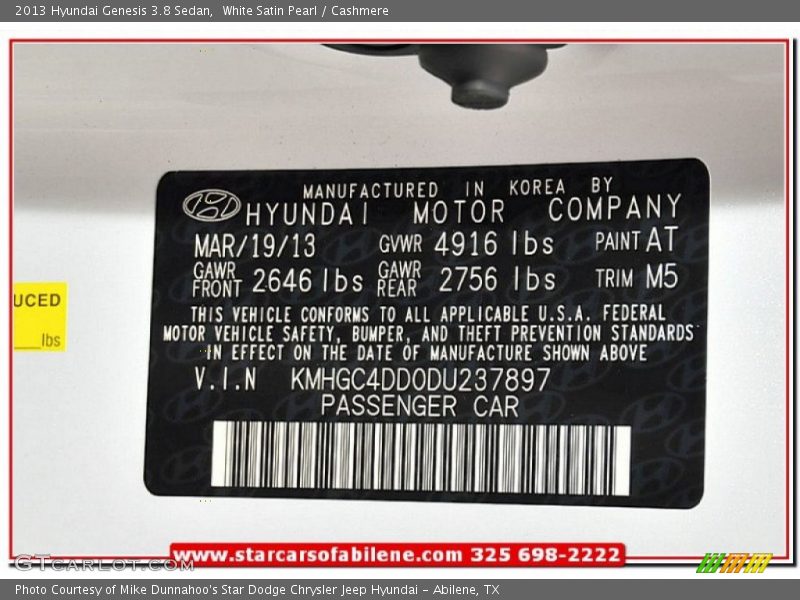 2013 Hyundai Genesis 3.8 Sedan, White Satin Pearl / Cashmere
MANUFACTURED IN KOREA BY
HYUNDAI MOTOR COMPANY
MAR/19/13 GVWR 4916 lbs PAINT AT
GAWR FRONT 2646 lbs GAWR REAR 2756 lbs TRIM M5
THIS VEHICLE CONFORMS TO ALL APPLICABLE U.S.A. FEDERAL
MOTOR VEHICLE SAFETY, BUMPER, AND THEFT PREVENTION STANDARDS
IN EFFECT ON THE DATE OF MANUFACTURE SHOWN ABOVE
V.I.N KMHGC4DD0DU237897
PASSENGER CAR
UCED
___lbs
www.starcarsofabilene.com 325 698-2222
GTCARLOT.COM
Photo Courtesy of Mike Dunnahoo's Star Dodge Chrysler Jeep Hyundai - Abilene, TX